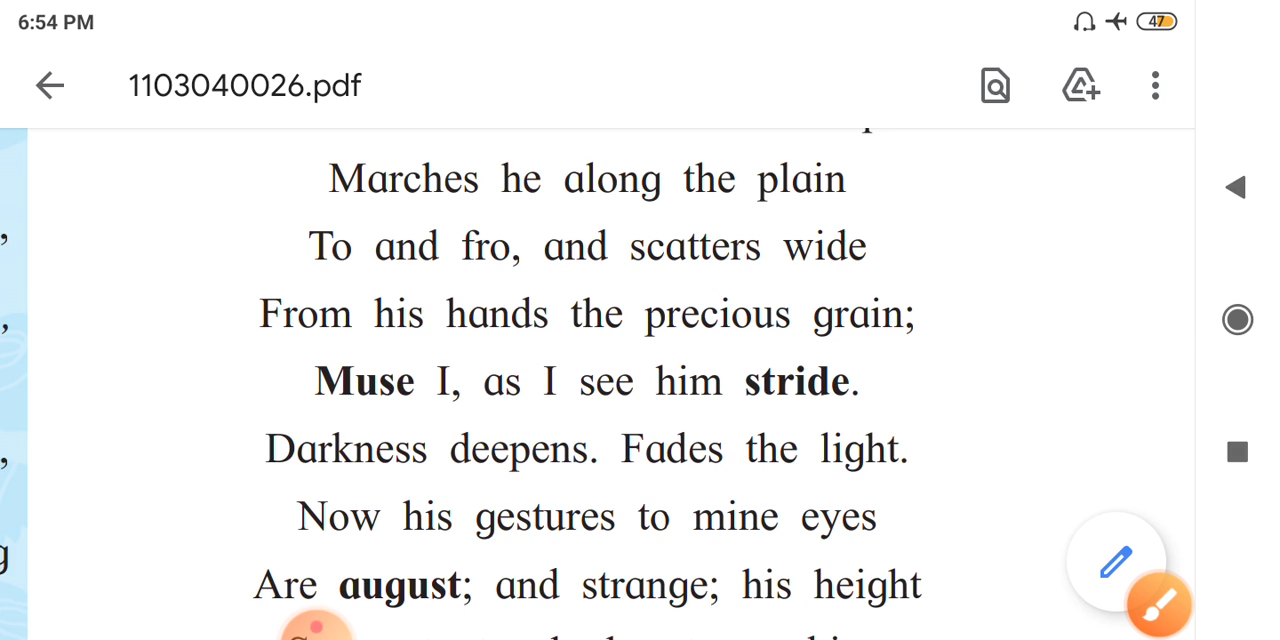 6:54 PM
47
1103040026.pdf
Marches he along the plain
To and fro, and scatters wide
From his hands the precious grain;
Muse I, as I see him stride.
Darkness deepens. Fades the light.
Now his gestures to mine eyes
Are august; and strange; his height